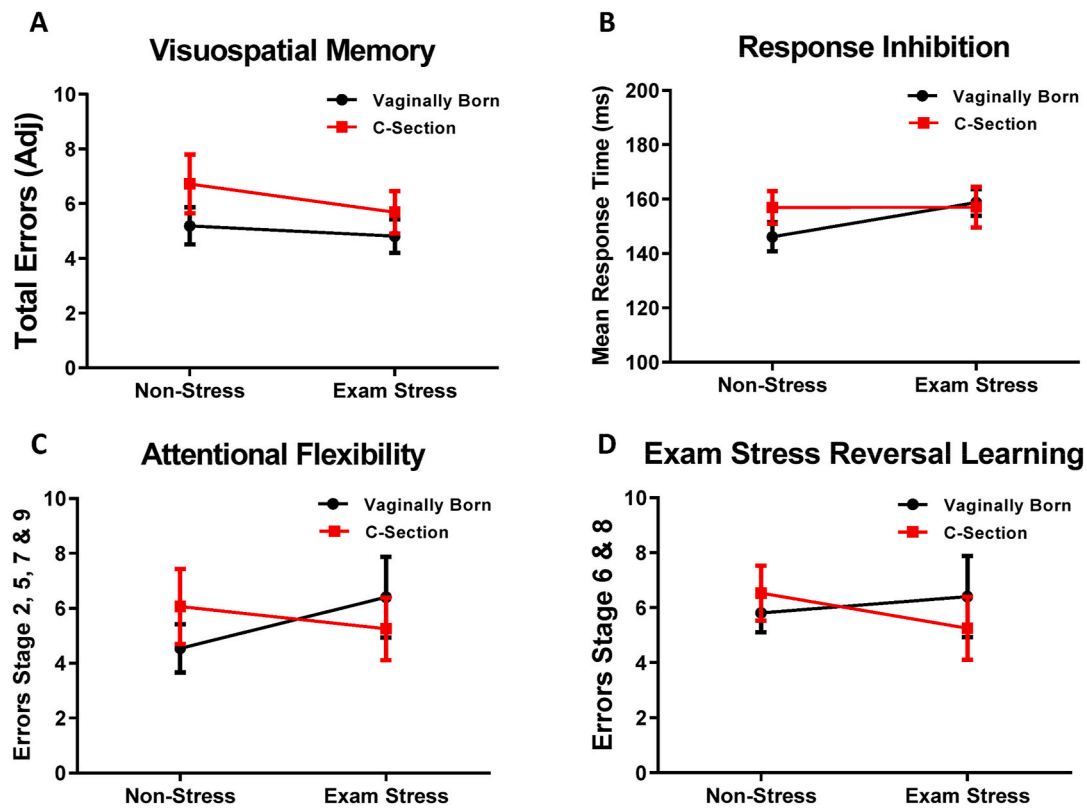 A
Visuospatial Memory
Total Errors (Adj)
10
8
6
4
2
0
Vaginally Born
C-Section
Non-Stress
Exam Stress
B
Response Inhibition
Mean Response Time (ms)
200
180
160
140
120
100
Vaginally Born
C-Section
Non-Stress
Exam Stress
C
Attentional Flexibility
Errors Stage 2, 5, 7 & 9
10
8
6
4
2
0
Vaginally Born
C-Section
Non-Stress
Exam Stress
D
Exam Stress Reversal Learning
Errors Stage 6 & 8
10
8
6
4
2
0
Vaginally Born
C-Section
Non-Stress
Exam Stress